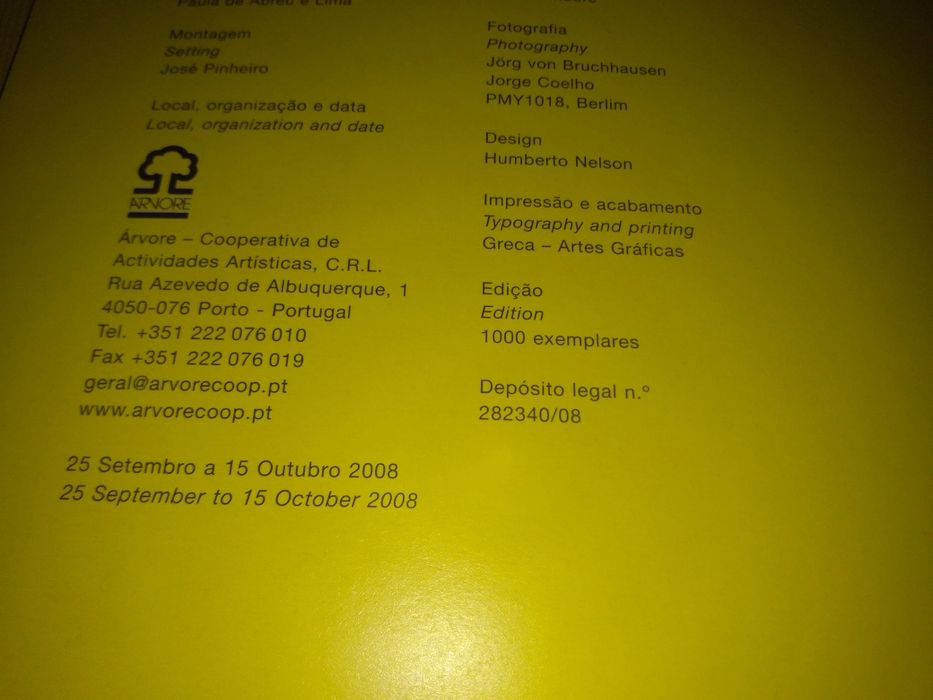 Paula de Abreu e Lima
Montagem
Setting
José Pinheiro
Local, organização e data
Local, organization and date
ARVORE
Árvore – Cooperativa de
Actividades Artísticas, C.R.L.
Rua Azevedo de Albuquerque, 1
4050-076 Porto - Portugal
Tel. +351 222 076 010
Fax +351 222 076 019
geral@arvorecoop.pt
www.arvorecoop.pt
25 Setembro a 15 Outubro 2008
25 September to 15 October 2008
Fotografia
Photography
Jörg von Bruchhausen
Jorge Coelho
PMY1018, Berlim
Design
Humberto Nelson
Impressão e acabamento
Typography and printing
Greca – Artes Gráficas
Edição
Edition
1000 exemplares
Depósito legal n.º
282340/08